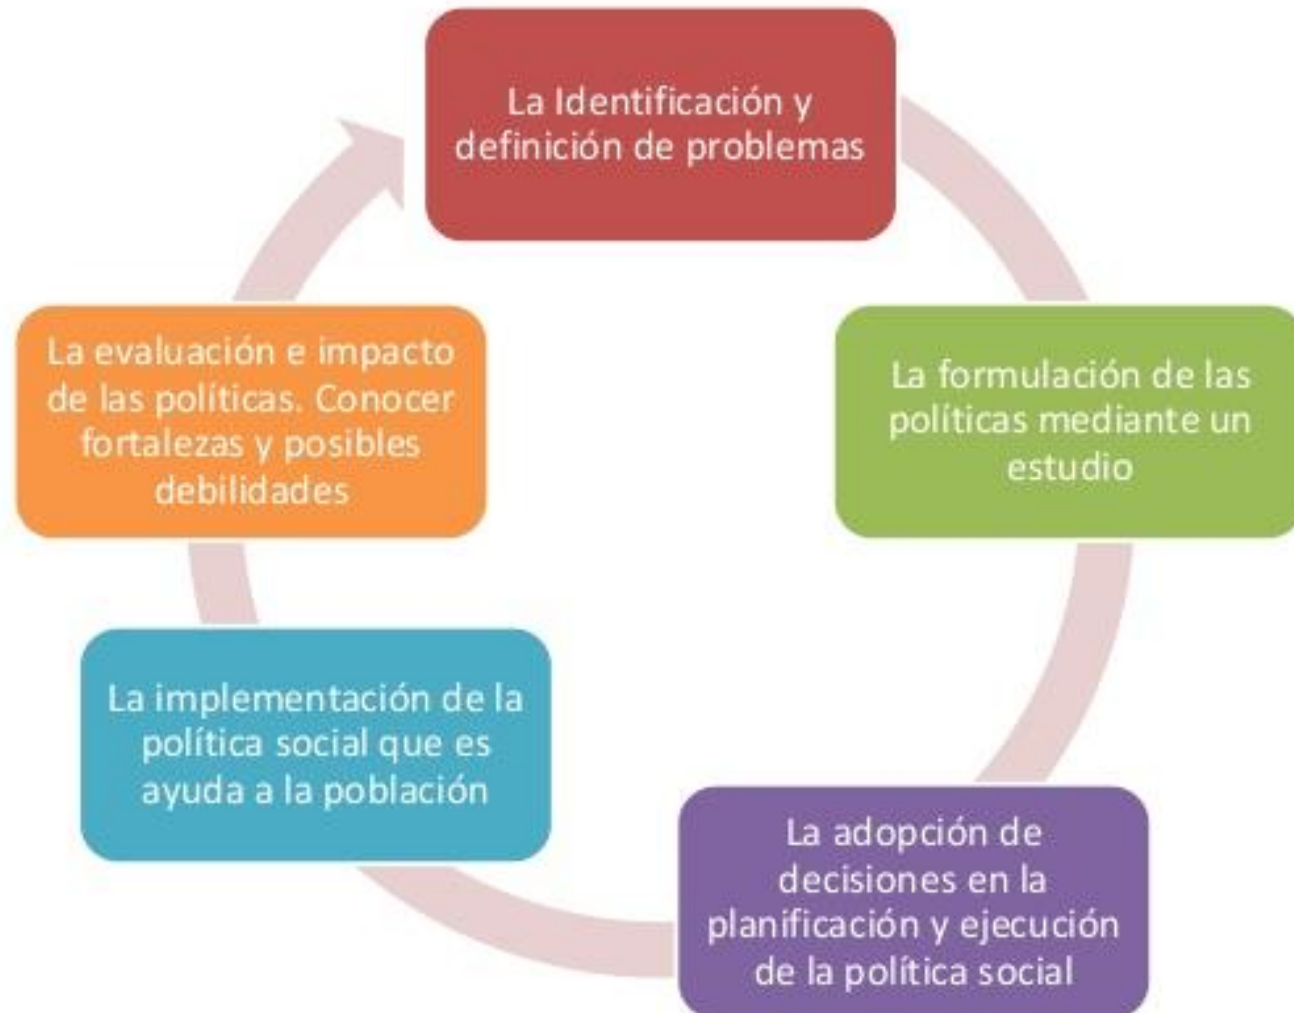 La Identificación y
definición de problemas
La formulación de las
políticas mediante un
estudio
La adopción de
decisiones en la
planificación y ejecución
de la política social
La implementación de la
política social que es
ayuda a la población
La evaluación e impacto
de las políticas. Conocer
fortalezas y posibles
debilidades